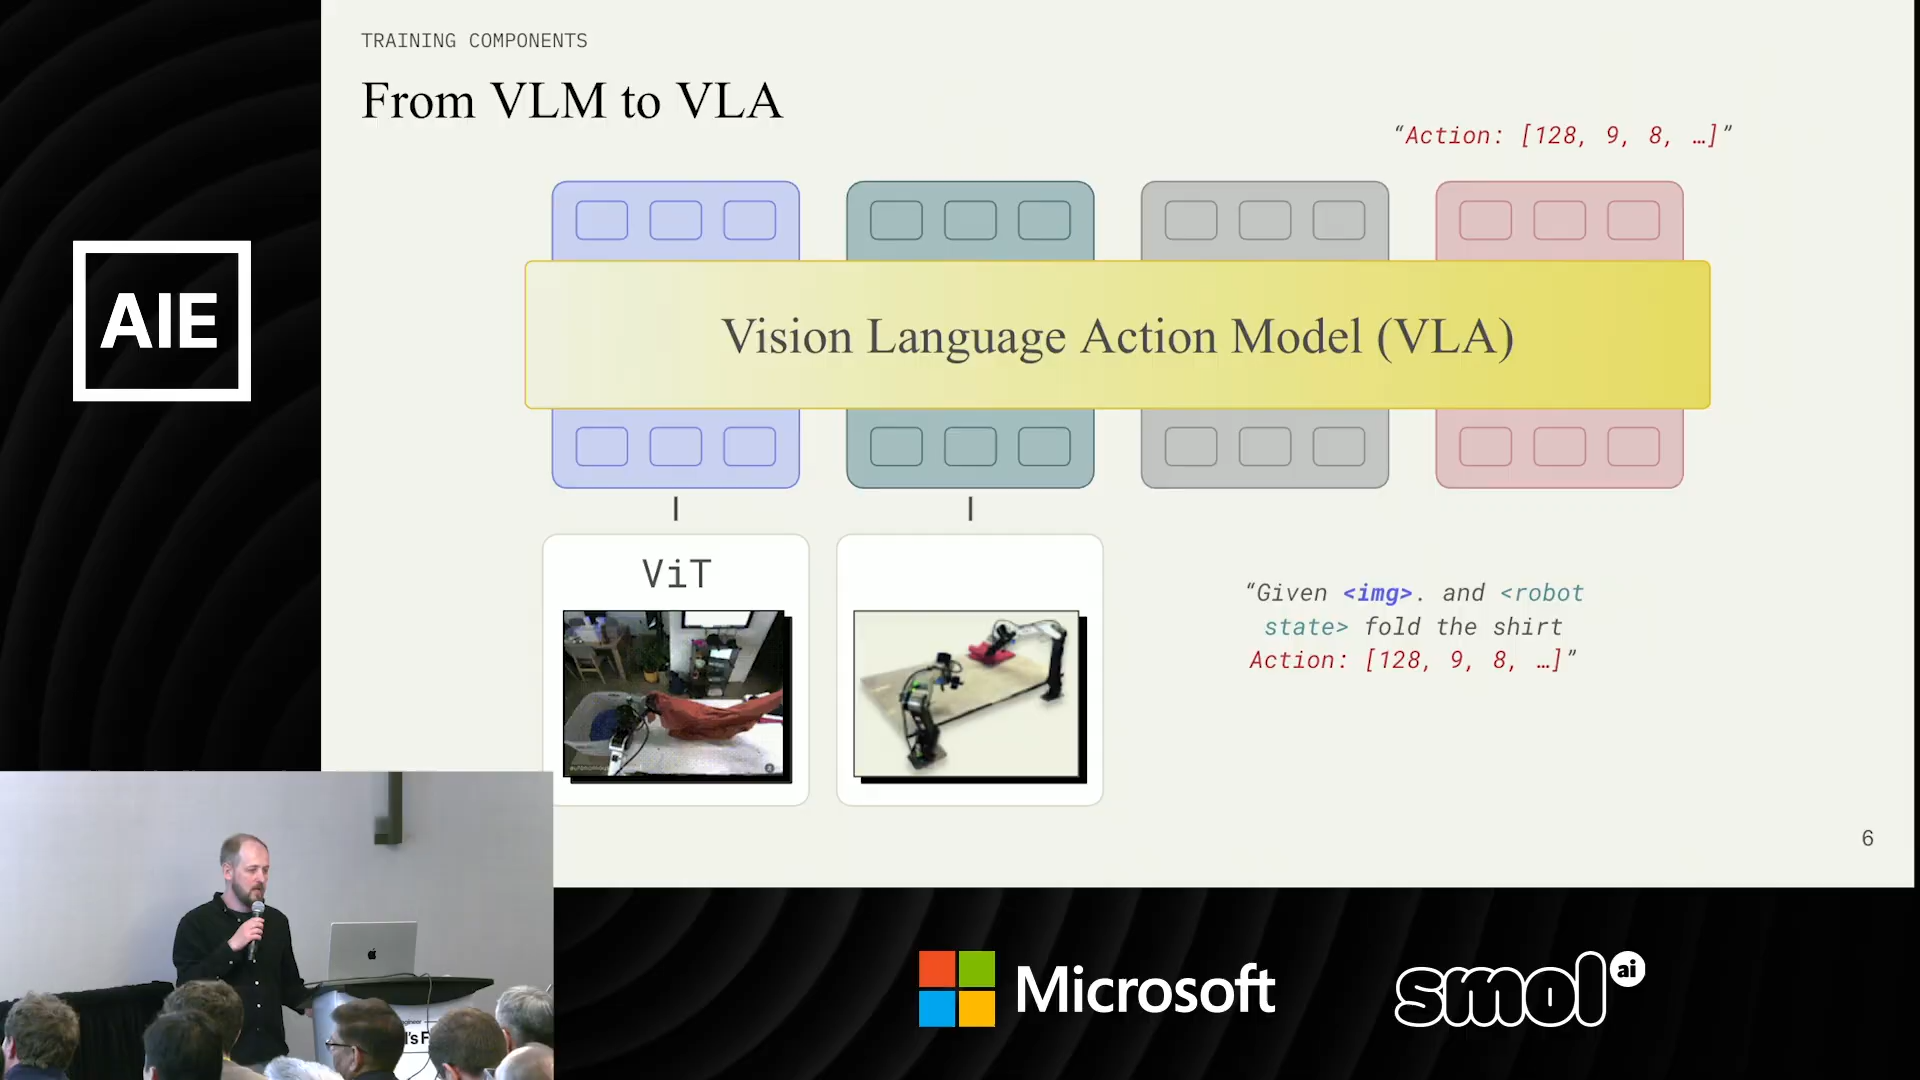 TRAINING COMPONENTS
From VLM to VLA
“Action: [128, 9, 8, …]”
AIE
Vision Language Action Model (VLA)
ViT
“Given <img>. and <robot
state> fold the shirt
Action: [128, 9, 8, …]”
6
Microsoft
smol ai